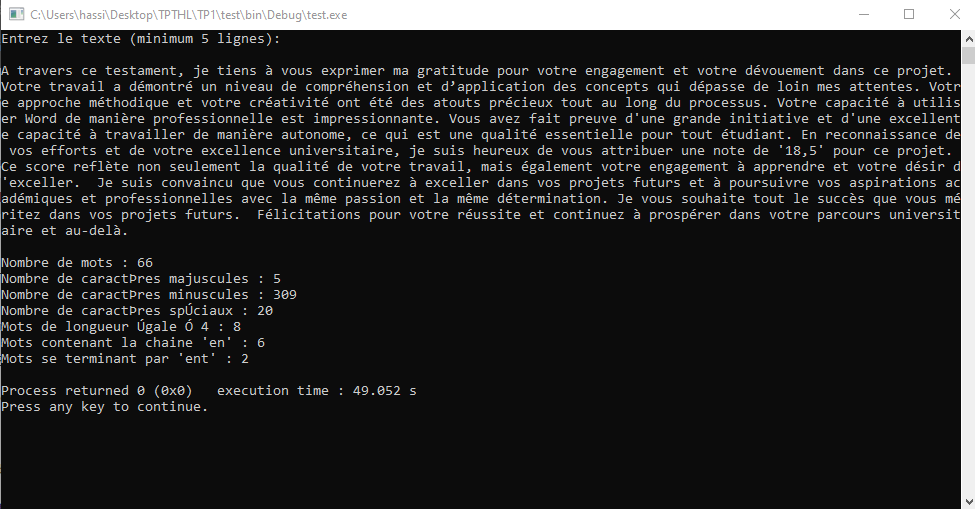 C:\Users\hassi\Desktop\TPTHL\TP1\test\bin\Debug\test.exe
Entrez le texte (minimum 5 lignes):
A travers ce testament, je tiens à vous exprimer ma gratitude pour votre engagement et votre dévouement dans ce projet.
Votre travail a démontré un niveau de compréhension et d'application des concepts qui dépasse de loin mes attentes. Votr
e approche méthodique et votre créativité ont été des atouts précieux tout au long du processus. Votre capacité à utilis
er Word de manière professionnelle est impressionnante. Vous avez fait preuve d'une grande initiative et d'une excellent
e capacité à travailler de manière autonome, ce qui est une qualité essentielle pour tout étudiant. En reconnaissance de
vos efforts et de votre excellence universitaire, je suis heureux de vous attribuer une note de '18,5' pour ce projet.
Ce score reflète non seulement la qualité de votre travail, mais également votre engagement à apprendre et votre désir d
'exceller.  Je suis convaincu que vous continuerez à exceller dans vos projets futurs et à poursuivre vos aspirations ac
adémiques et professionnelles avec la même passion et la même détermination. Je vous souhaite tout le succès que vous mé
ritez dans vos projets futurs.  Félicitations pour votre réussite et continuez à prospérer dans votre parcours universit
aire et au-delà.
Nombre de mots : 66
Nombre de caractÞres majuscules : 5
Nombre de caractÞres minuscules : 309
Nombre de caractÞres spÚciaux : 20
Mots de longueur Úgale Ó 4 : 8
Mots contenant la chaine 'en' : 6
Mots se terminant par 'ent' : 2
Process returned 0 (0x0)   execution time : 49.052 s
Press any key to continue.